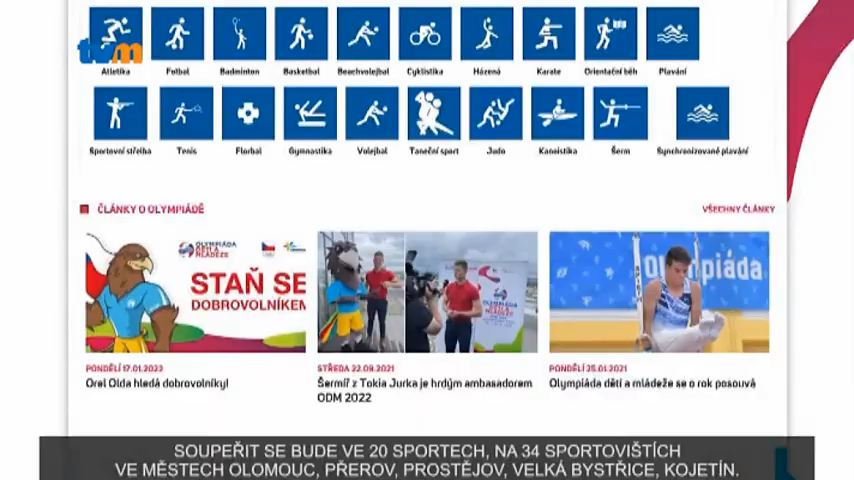 tvm
Atletika Fotbal Badminton Basketbal Beachvolejbal Cyklistika Házená Karate Orientační běh Plavání
Sportovní střelba Tenis Florbal Gymnastika Volejbal Taneční sport Judo Kanoistika Šerm Synchronizované plavání
ČLÁNKY O OLYMPIÁDĚ VŠECHNY ČLÁNKY
OLYMPIÁDA
DĚTÍ A
MLÁDEŽE
STAŇ SE
DOBROVOLNÍKEM
OLYMPIÁDA
DĚTÍ A
MLÁDEŽE
Olympiáda
PONDĚLÍ 17.01.2022 STŘEDA 22.09.2021 PONDĚLÍ 25.01.2021
Orel Olda hledá dobrovolníky! Šermíř z Tokia Jurka je hrdým ambasadorem Olympiáda dětí a mládeže se o rok posouvá
ODM 2022
SOUPEŘIT SE BUDE VE 20 SPORTECH, NA 34 SPORTOVIŠTÍCH
VE MĚSTECH OLOMOUC, PŘEROV, PROSTĚJOV, VELKÁ BYSTŘICE, KOJETÍN.